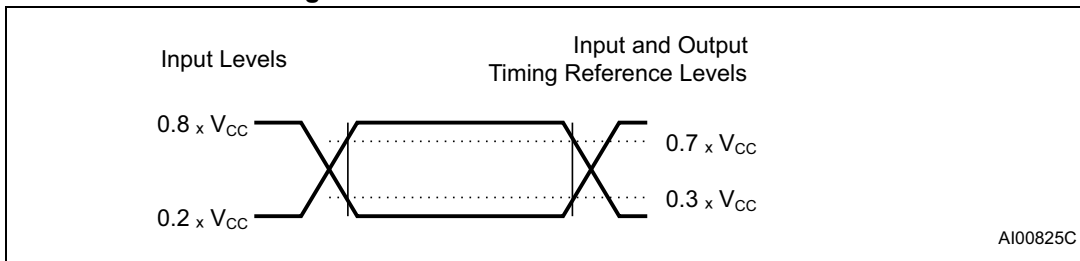 Input Levels
Input and Output
Timing Reference Levels
0.8 x VCC
0.7 x VCC
0.3 x VCC
0.2 x VCC
AI00825C